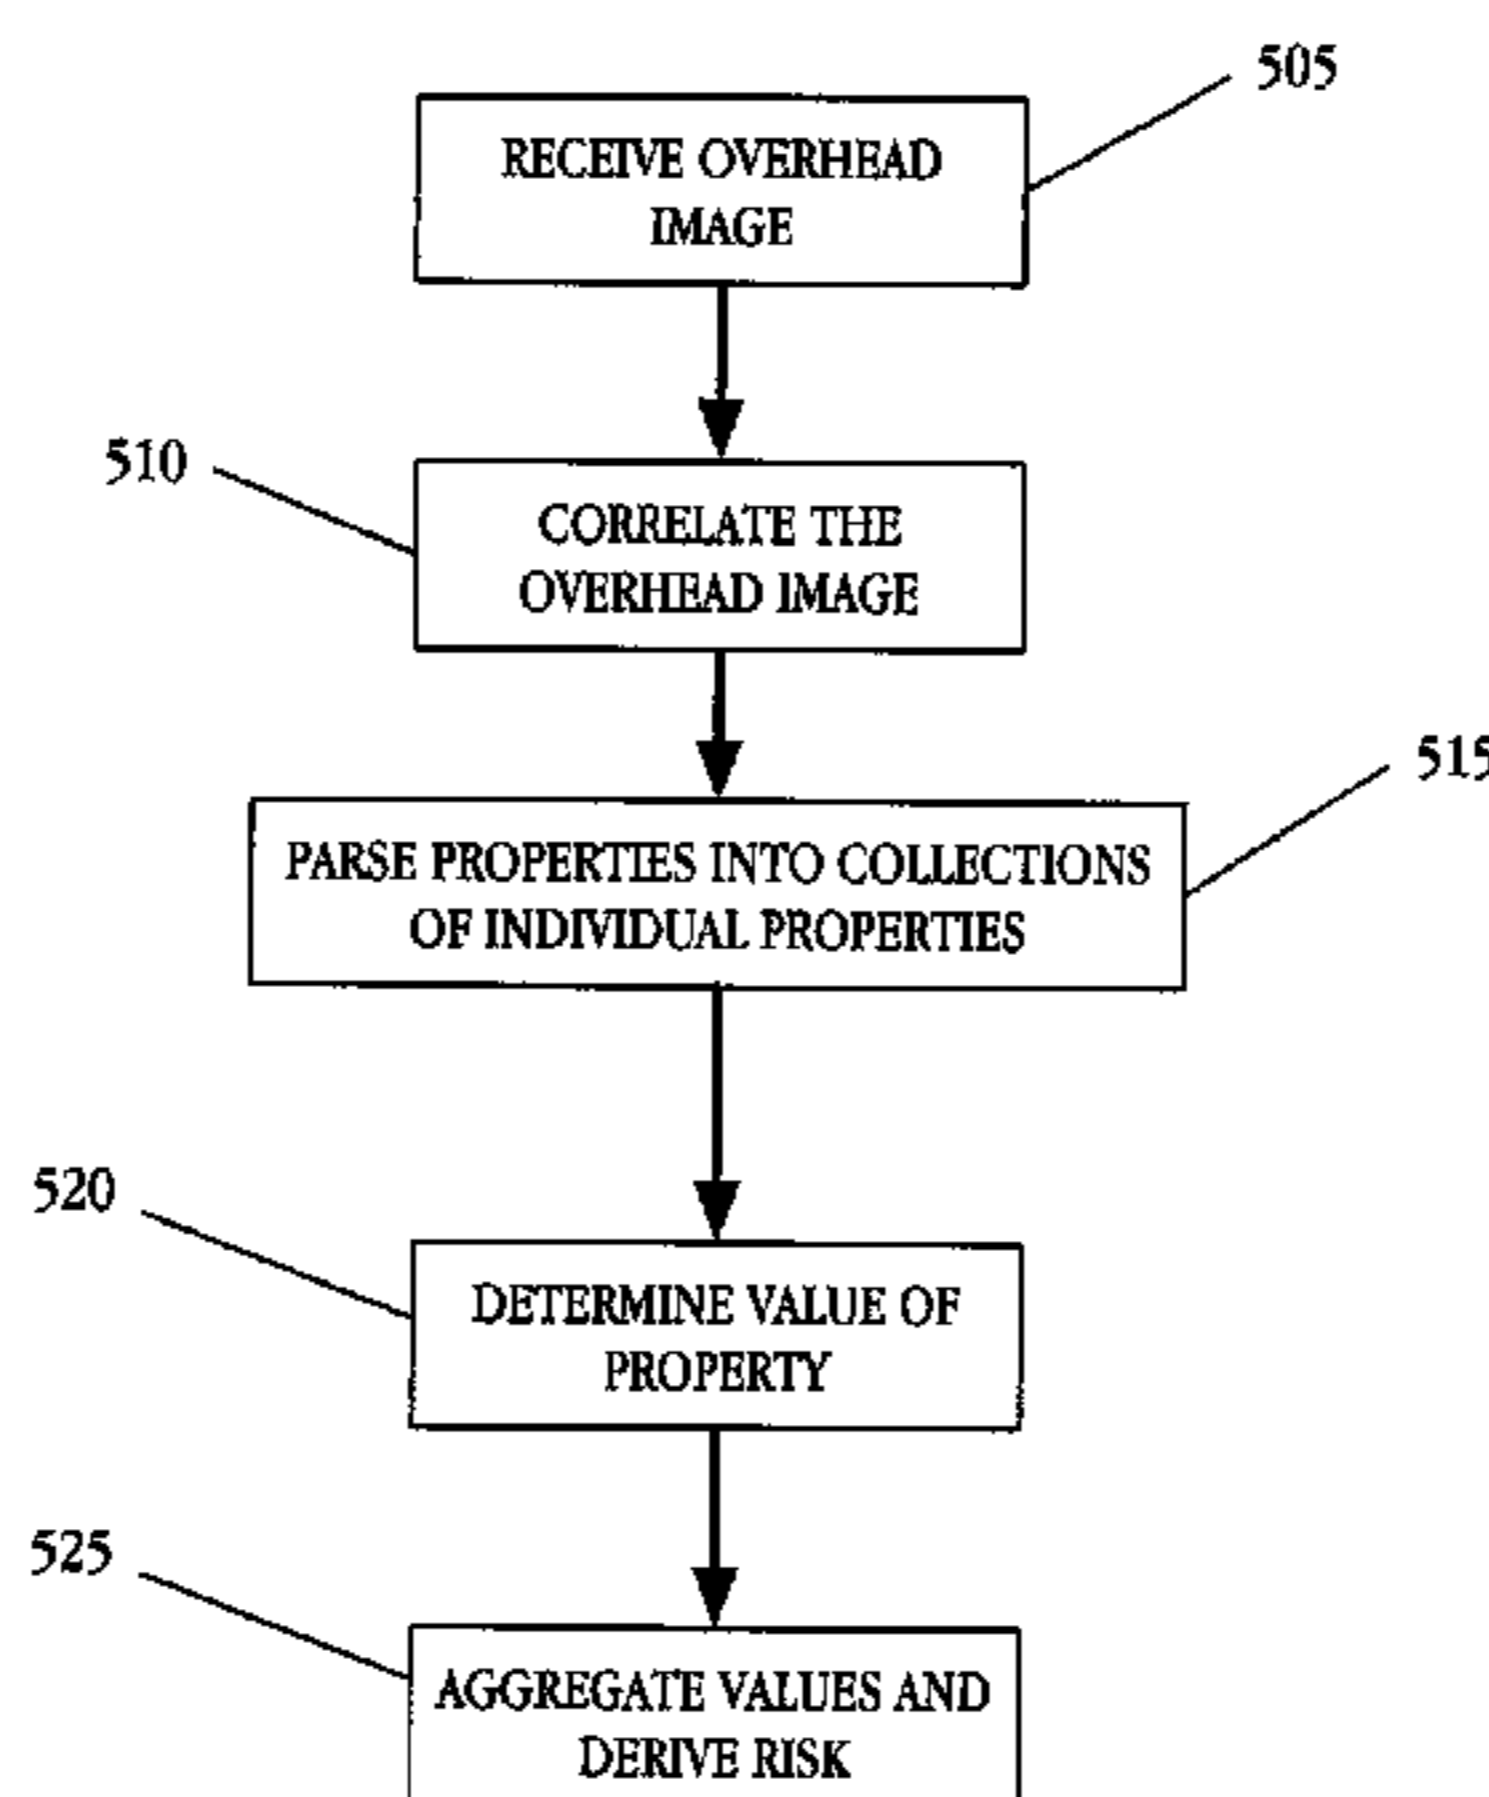 505
RECEIVE OVERHEAD
IMAGE
510
CORRELATE THE
OVERHEAD IMAGE
515
PARSE PROPERTIES INTO COLLECTIONS
OF INDIVIDUAL PROPERTIES
520
DETERMINE VALUE OF
PROPERTY
525
AGGREGATE VALUES AND
DERIVE RISK